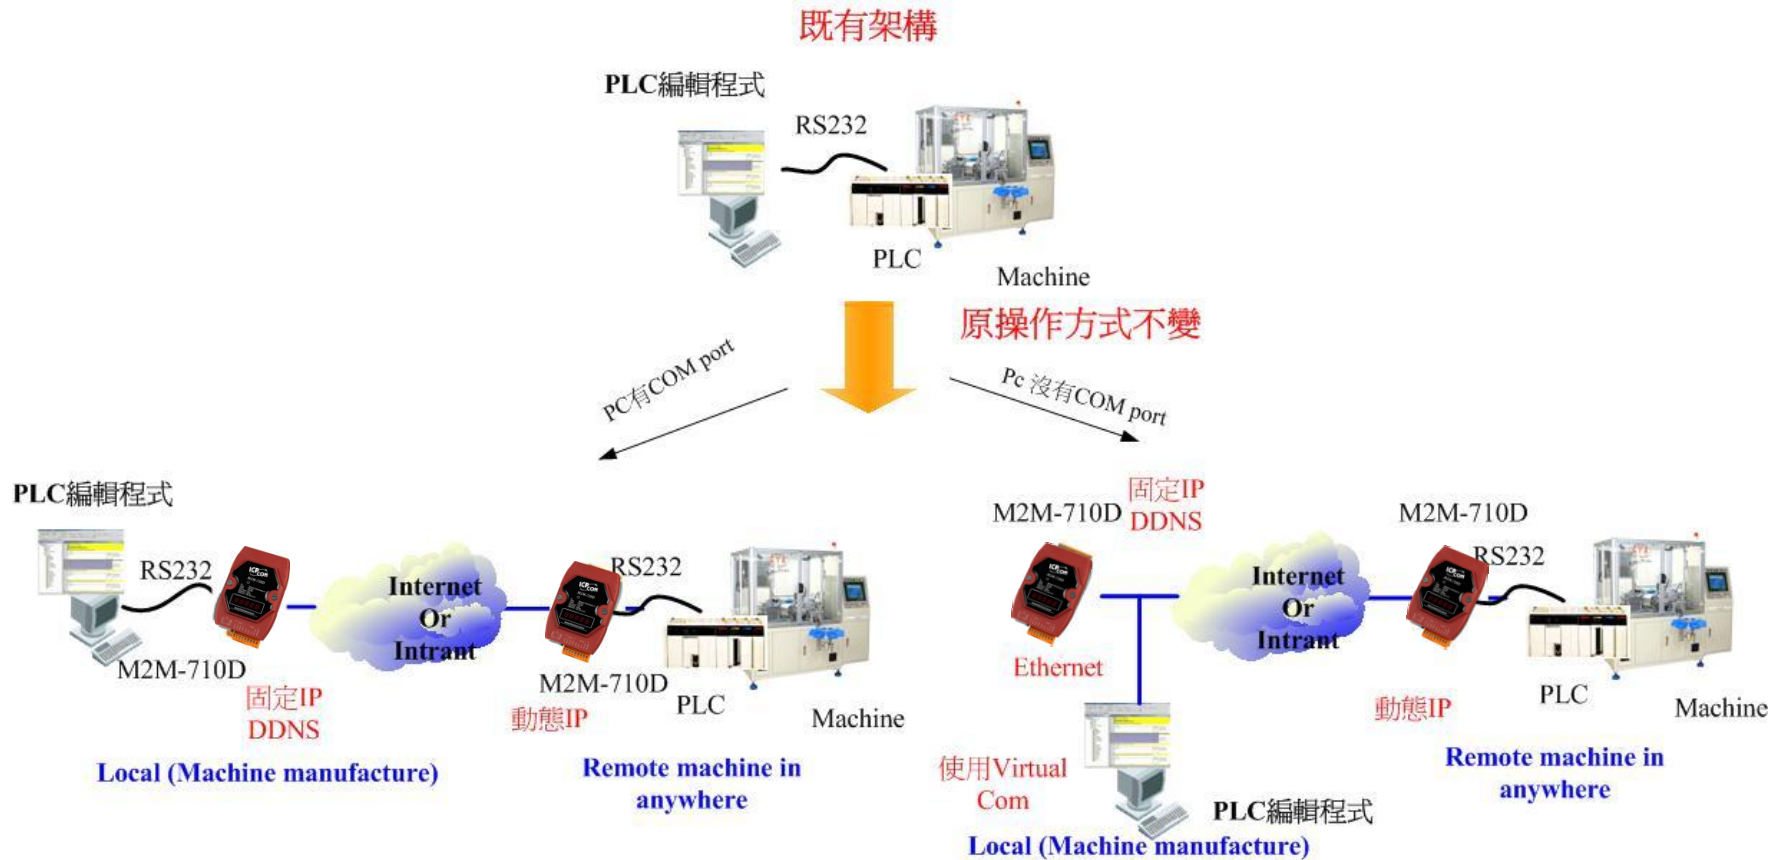 既有架構
PLC編輯程式
RS232
PLC
Machine
原操作方式不變
PC有COM port
Pc 沒有COM port
PLC編輯程式
RS232
ICP
CON
M2M-710D
固定IP
DDNS
Internet
Or
Intrant
RS232
M2M-710D
動態IP
PLC
Machine
Local (Machine manufacture)
Remote machine in
anywhere
M2M-710D
固定IP
DDNS
Ethernet
Internet
Or
Intrant
M2M-710D
RS232
動態IP
PLC
Machine
使用Virtual
Com
PLC編輯程式
Local (Machine manufacture)
Remote machine in
anywhere